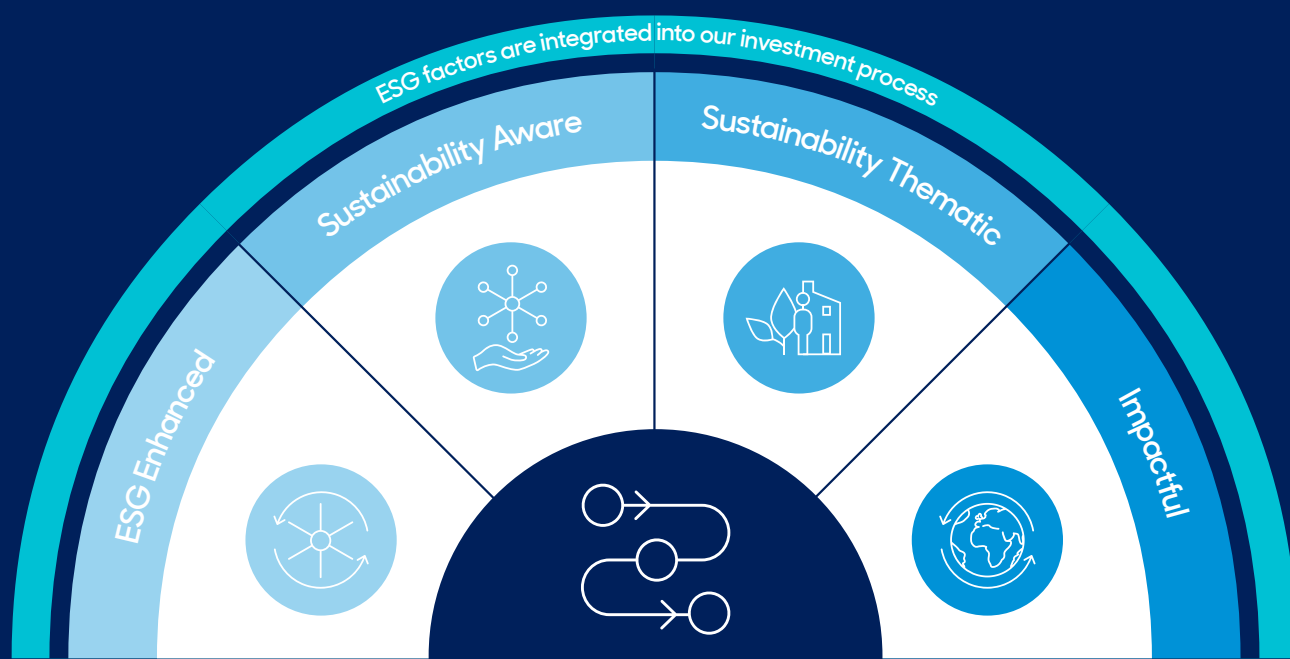 ESG factors are integrated into our investment process
ESG Enhanced
Sustainability Aware
Sustainability Thematic
Impactful